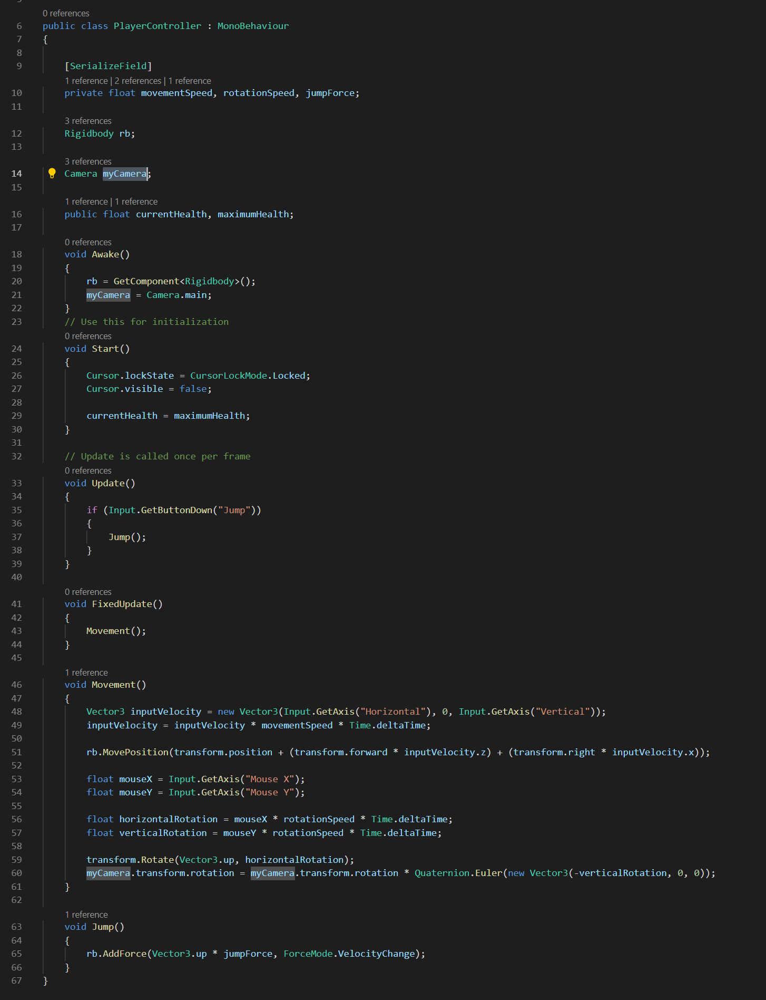 0 references
6 public class PlayerController : MonoBehaviour
7 {
8
9     [SerializeField]
    1 reference | 2 references | 1 reference
10     private float movementSpeed, rotationSpeed, jumpForce;
11
    3 references
12     Rigidbody rb;
13
    3 references
14     Camera myCamera;
15
    1 reference | 1 reference
16     public float currentHealth, maximumHealth;
17
    0 references
18     void Awake()
19     {
20         rb = GetComponent<Rigidbody>();
21         myCamera = Camera.main;
22     }
23     // Use this for initialization
    0 references
24     void Start()
25     {
26         Cursor.lockState = CursorLockMode.Locked;
27         Cursor.visible = false;
28
29         currentHealth = maximumHealth;
30     }
31
32     // Update is called once per frame
    0 references
33     void Update()
34     {
35         if (Input.GetButtonDown("Jump"))
36         {
37             Jump();
38         }
39     }
40
    0 references
41     void FixedUpdate()
42     {
43         Movement();
44     }
45
    1 reference
46     void Movement()
47     {
48         Vector3 inputVelocity = new Vector3(Input.GetAxis("Horizontal"), 0, Input.GetAxis("Vertical"));
49         inputVelocity = inputVelocity * movementSpeed * Time.deltaTime;
50
51         rb.MovePosition(transform.position + (transform.forward * inputVelocity.z) + (transform.right * inputVelocity.x));
52
53         float mouseX = Input.GetAxis("Mouse X");
54         float mouseY = Input.GetAxis("Mouse Y");
55
56         float horizontalRotation = mouseX * rotationSpeed * Time.deltaTime;
57         float verticalRotation = mouseY * rotationSpeed * Time.deltaTime;
58
59         transform.Rotate(Vector3.up, horizontalRotation);
60         myCamera.transform.rotation = myCamera.transform.rotation * Quaternion.Euler(new Vector3(-verticalRotation, 0, 0));
61     }
62
    1 reference
63     void Jump()
64     {
65         rb.AddForce(Vector3.up * jumpForce, ForceMode.VelocityChange);
66     }
67 }